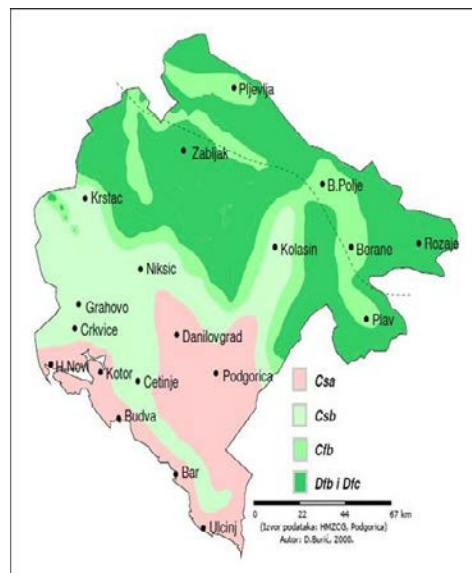 Pljevlja
Zabljak
B.Polje
Krstac
Kolasin
Berane
Rozaje
Niksic
Grahovo
Plav
Crkvice
Danilovgrad
H.Novi
Kotor
Podgorica
Cetinje
Csa
Budva
Csb
Cfb
Bar
Dfb i Dfc
0 22 44 67 km
(Izvor podataka: HMZCG, Podgorica)
Autor: D.Burić, 2008.
Ulcinj